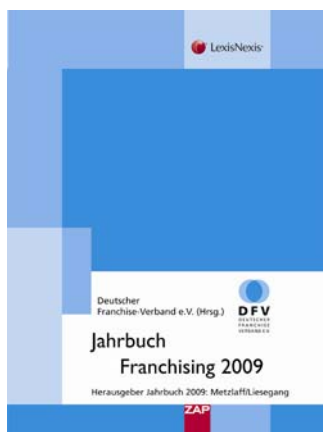 LexisNexis®
Deutscher
Franchise-Verband e.V. (Hrsg.)
DFV
DEUTSCHER
FRANCHISE
VERBAND E.V.
Jahrbuch
Franchising 2009
Herausgeber Jahrbuch 2009: Metzlaff/Liesegang
ZAP